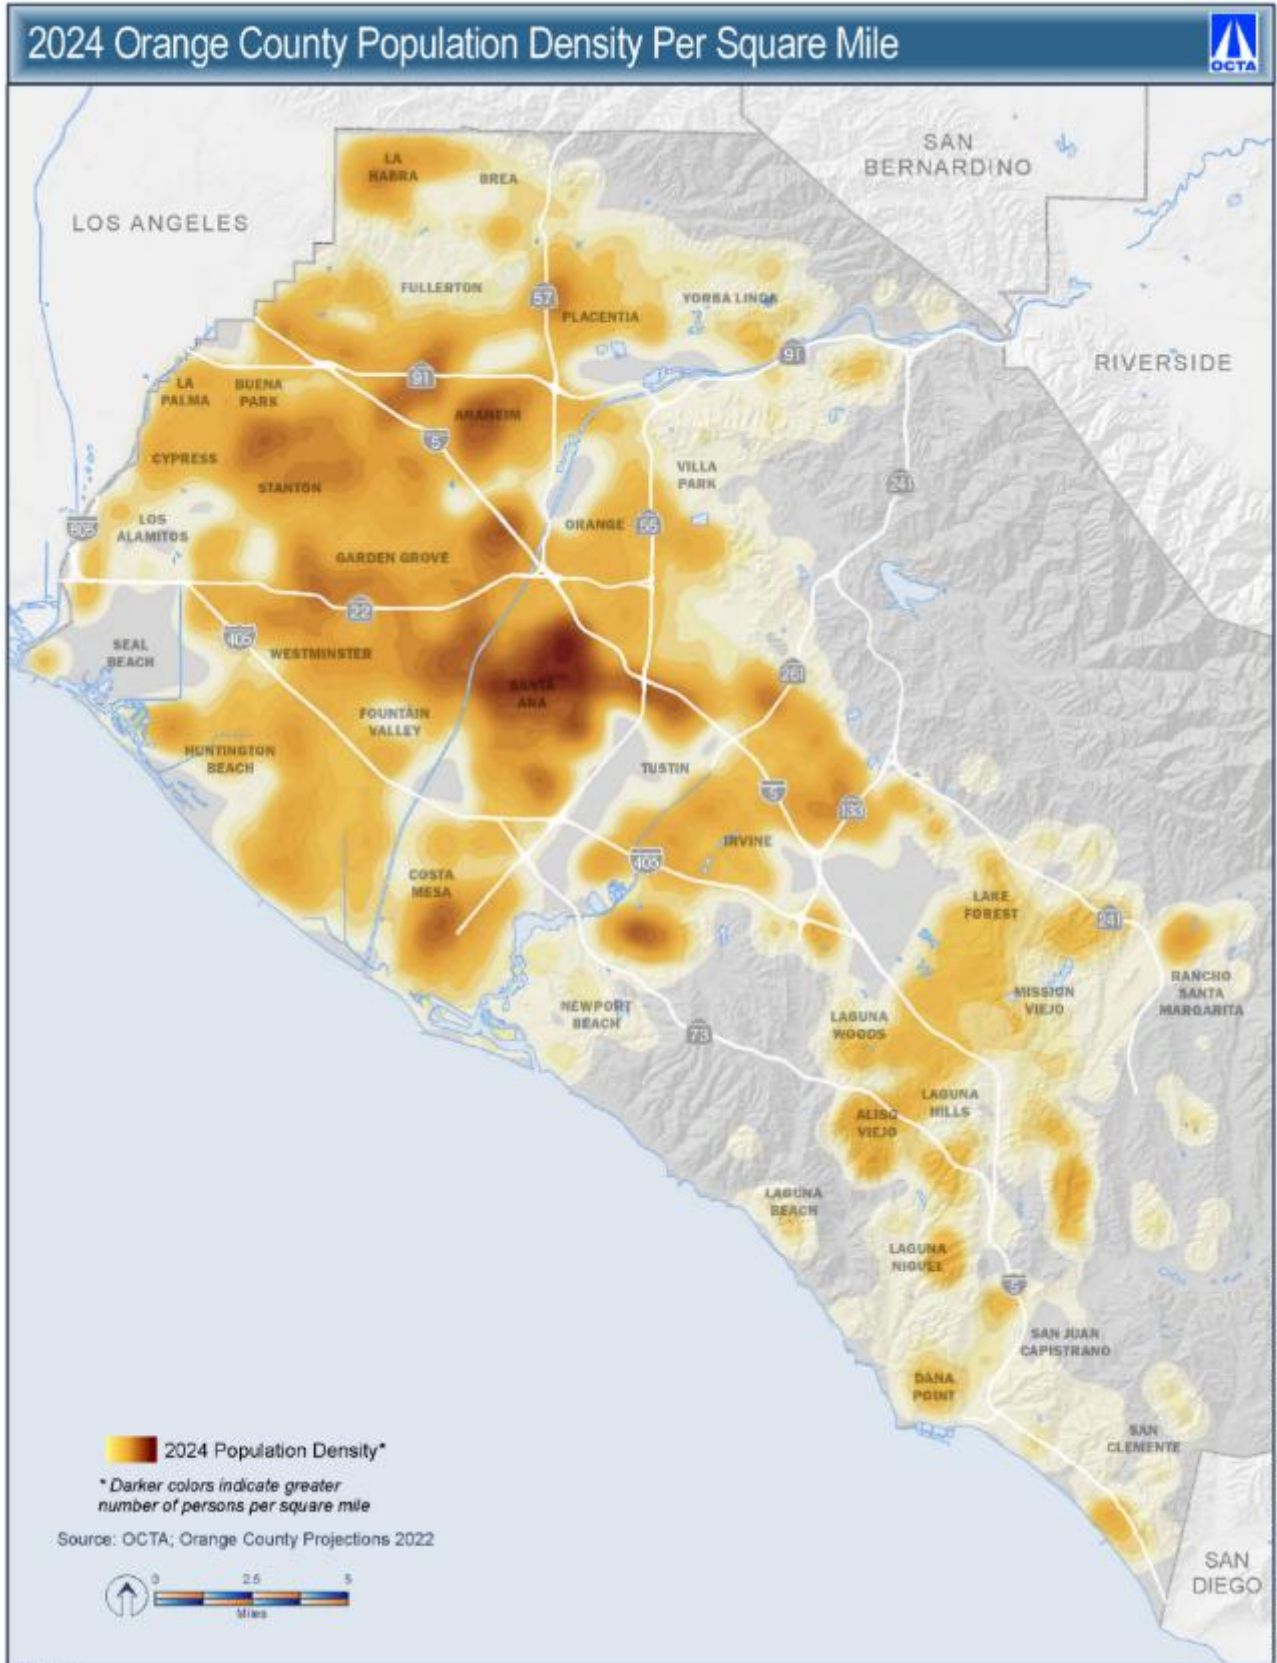 2024 Orange County Population Density Per Square Mile
OCTA
SAN
BERNARDINO
LOS ANGELES
RIVERSIDE
LA
HABRA
BREA
FULLERTON
57
PLACENTIA
YORBA LINDA
91
91
LA
PALMA
BUENA
PARK
ANAHEIM
5
CYPRESS
STANTON
VILLA
PARK
241
LOS
ALAMITOS
605
ORANGE
55
GARDEN GROVE
22
405
WESTMINSTER
SEAL
BEACH
SANTA
ANA
261
FOUNTAIN
VALLEY
HUNTINGTON
BEACH
TUSTIN
5
133
IRVINE
405
COSTA
MESA
LAKE
FOREST
241
RANCHO
SANTA
MARGARITA
MISSION
VIEJO
NEWPORT
BEACH
73
LAGUNA
WOODS
LAGUNA
HILLS
ALISO
VIEJO
LAGUNA
BEACH
LAGUNA
NIGUEL
5
SAN JUAN
CAPISTRANO
DANA
POINT
SAN
CLEMENTE
SAN
DIEGO
2024 Population Density*
* Darker colors indicate greater
number of persons per square mile
Source: OCTA; Orange County Projections 2022
0 2.5 5
Miles